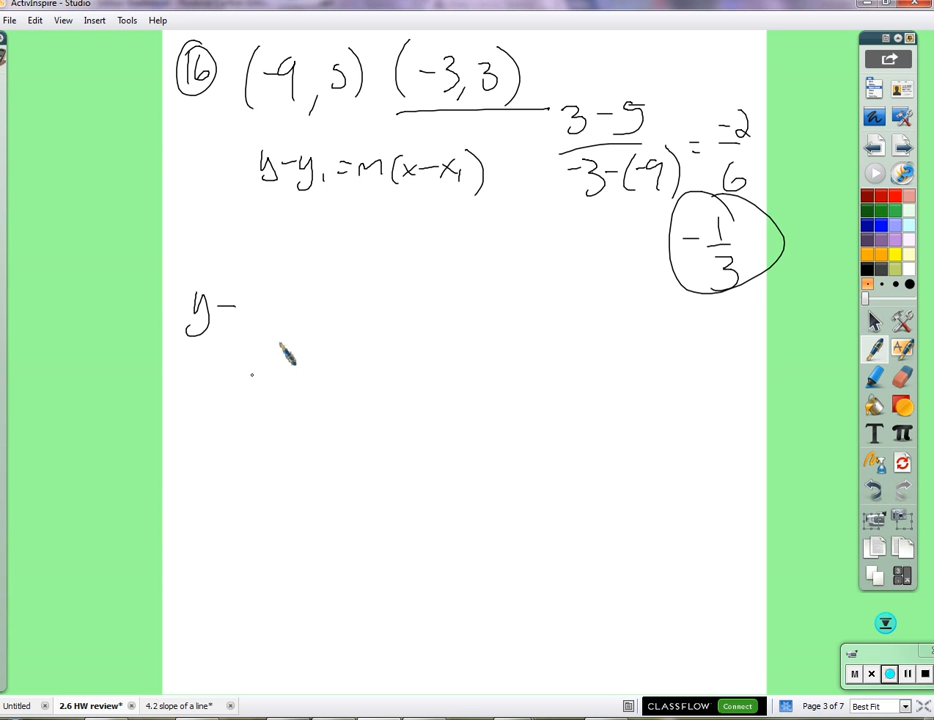 ActivInspire - Studio
File Edit View Insert Tools Help
16 (-9, 5) (-3, 3)
y-y₁=m(x-x₁)
3-5
-3-(-9)
= -2
6
-1
3
y-
Untitled
2.6 HW review*
4.2 slope of a line*
CLASSFLOW Connect
Page 3 of 7
Best Fit